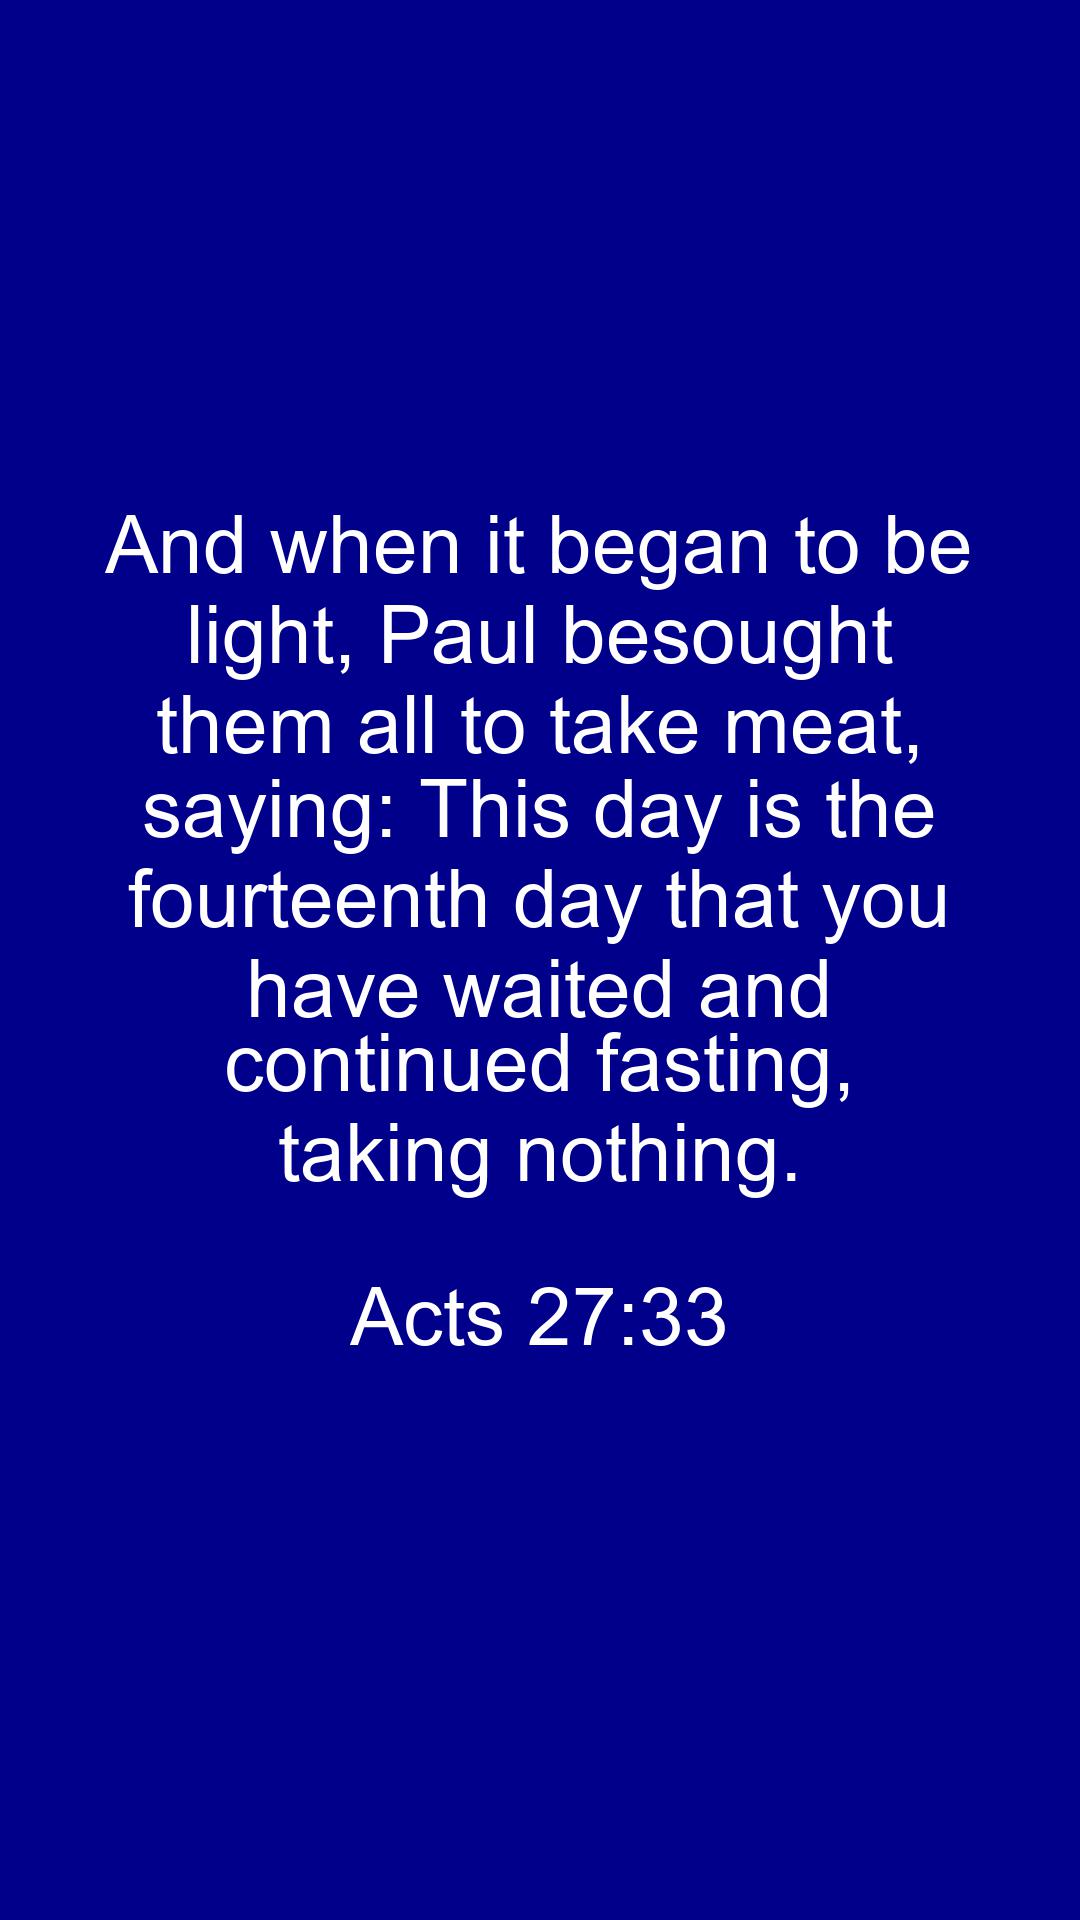 And when it began to be
light, Paul besought
them all to take meat,
saying: This day is the
fourteenth day that you
have waited and
continued fasting,
taking nothing.
Acts 27:33